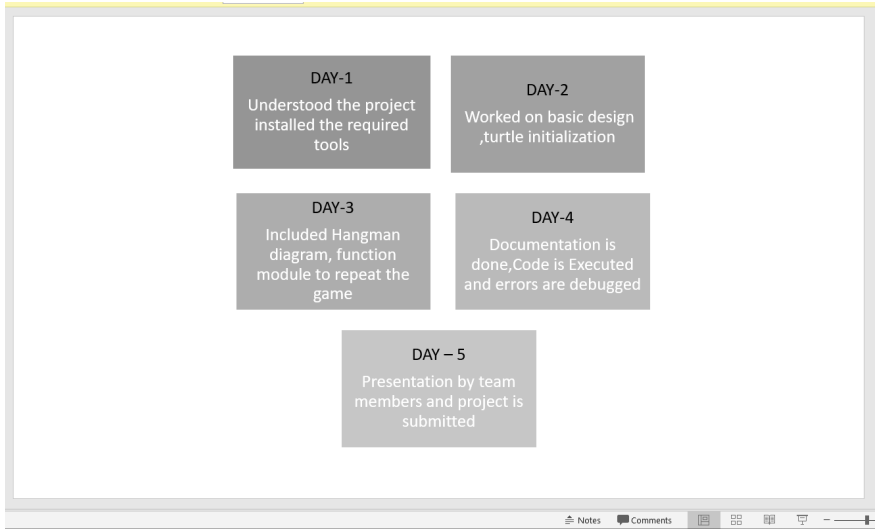 DAY-1
Understood the project
installed the required
tools
DAY-2
Worked on basic design
,turtle initialization
DAY-3
Included Hangman
diagram, function
module to repeat the
game
DAY-4
Documentation is
done,Code is Executed
and errors are debugged
DAY – 5
Presentation by team
members and project is
submitted
Notes
Comments